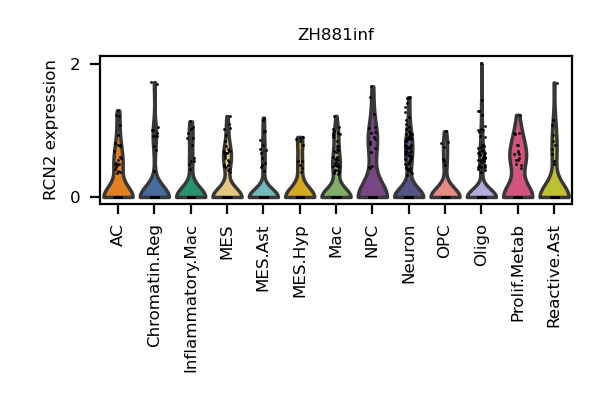 ZH881inf
RCN2 expression
2
0
AC
Chromatin.Reg
Inflammatory.Mac
MES
MES.Ast
MES.Hyp
Mac
NPC
Neuron
OPC
Oligo
Prolif.Metab
Reactive.Ast